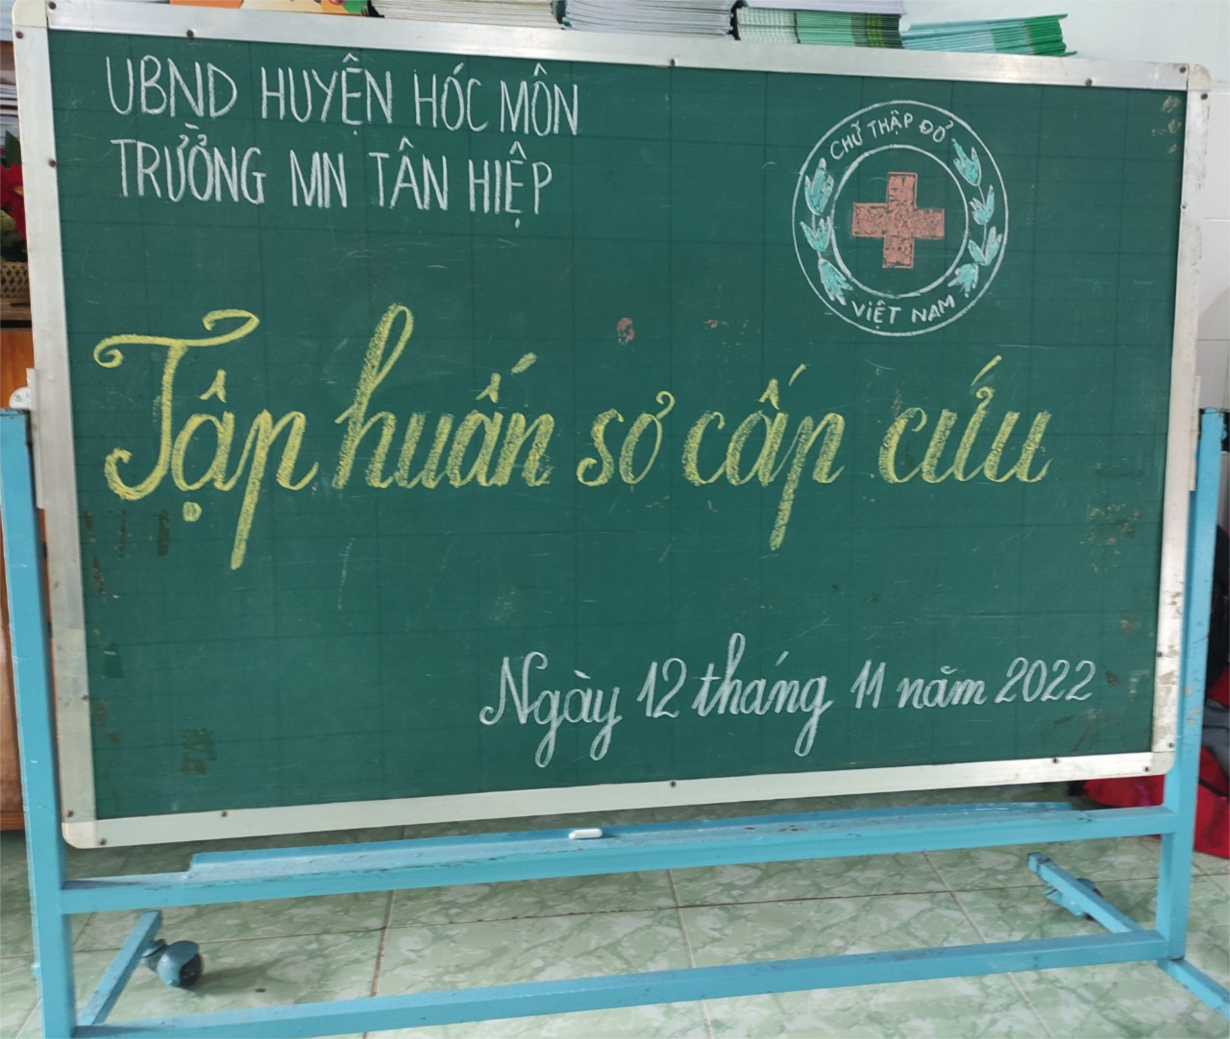 UBND HUYỆN HÓC MÔN
TRƯỞNG MN TÂN HIỆP
CHỮ THẬP ĐỎ
VIỆT NAM
Tập huấn sơ cấp cứu
Ngày 12 tháng 11 năm 2022